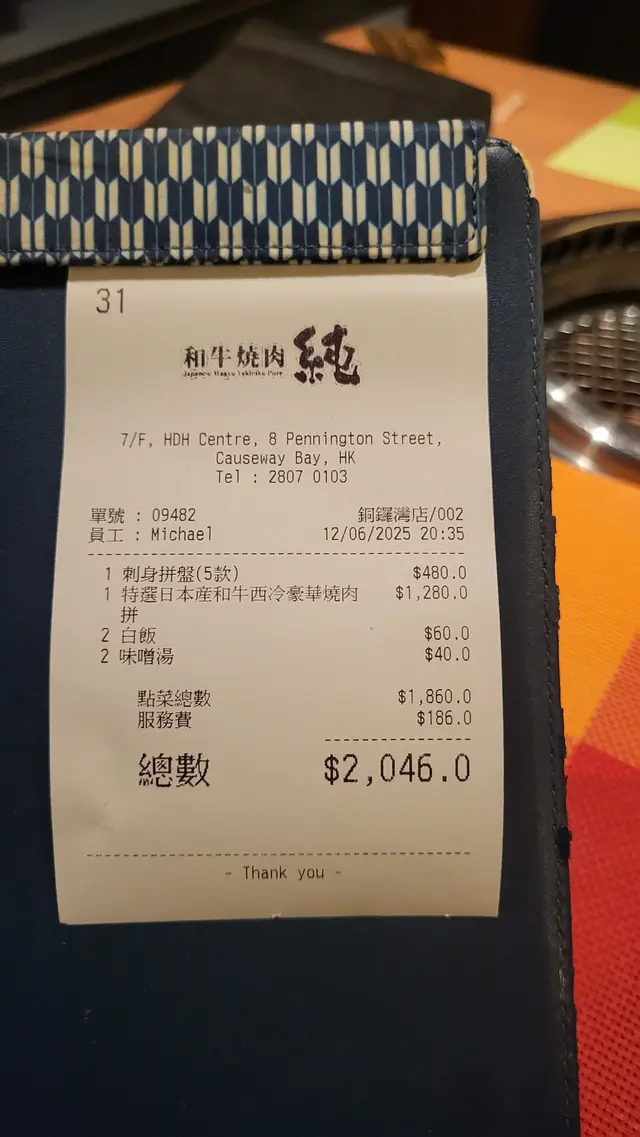 31
和牛燒肉 純
Japanese Wagyu Yakiniku Pure
7/F, HDH Centre, 8 Pennington Street,
Causeway Bay, HK
Tel : 2807 0103
單號 : 09482 銅鑼灣店/002
員工 : Michael 12/06/2025 20:35
1 刺身拼盤(5款) $480.0
1 特選日本産和牛西冷豪華燒肉 $1,280.0
拼
2 白飯 $60.0
2 味噌湯 $40.0
點菜總數 $1,860.0
服務費 $186.0
總數 $2,046.0
- Thank you -